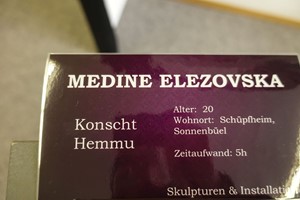 MEDINE ELEZOVSKA
Konscht
Hemmu
Alter: 20
Wohnort: Schüpfheim,
Sonnenbüel
Zeitaufwand: 5h
Skulpturen & Installation